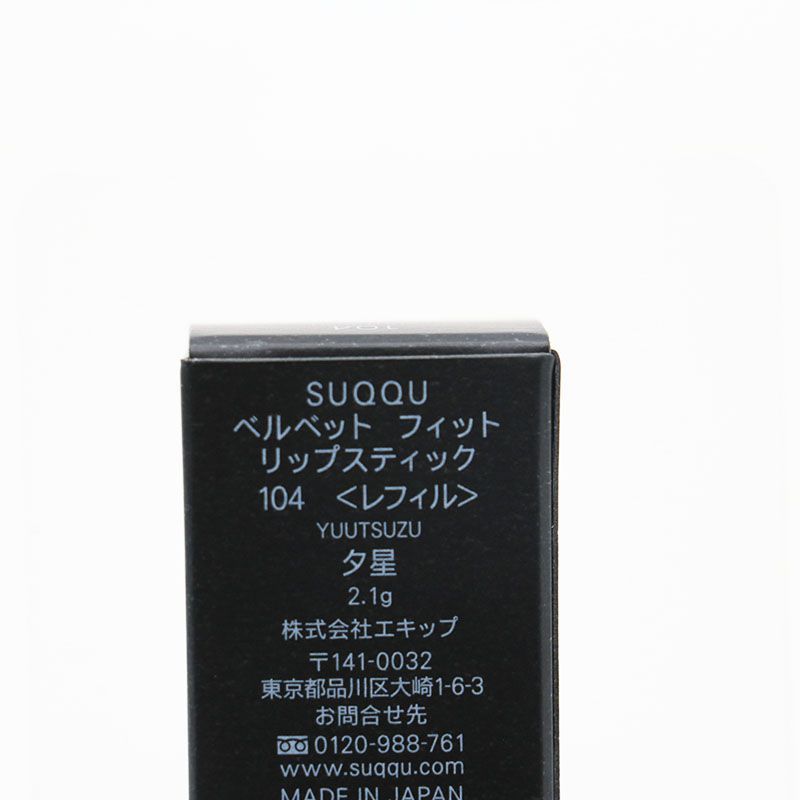 104
SUQQU
ベルベット フィット
リップスティック
104 <レフィル>
YUUTSUZU
夕星
2.1g
株式会社エキップ
〒141-0032
東京都品川区大崎1-6-3
お問合せ先
0120-988-761
www.suqqu.com
MADE IN JAPAN